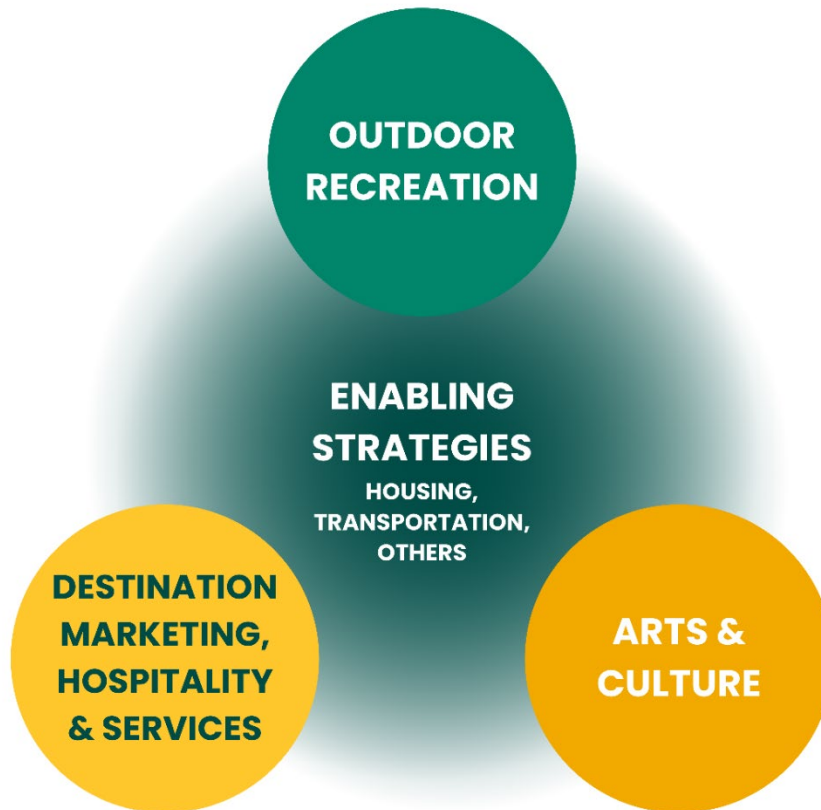 OUTDOOR
RECREATION
ENABLING
STRATEGIES
HOUSING,
TRANSPORTATION,
OTHERS
DESTINATION
MARKETING,
HOSPITALITY
& SERVICES
ARTS &
CULTURE